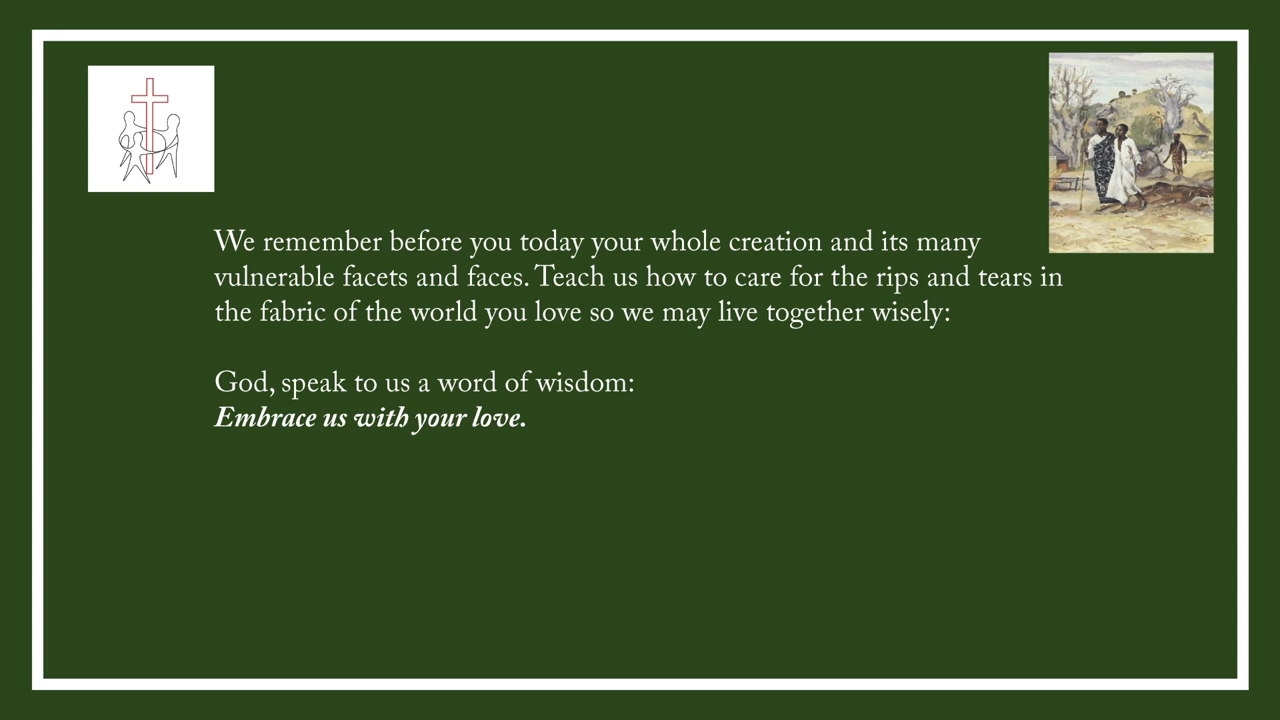 We remember before you today your whole creation and its many
vulnerable facets and faces. Teach us how to care for the rips and tears in
the fabric of the world you love so we may live together wisely:
God, speak to us a word of wisdom:
Embrace us with your love.